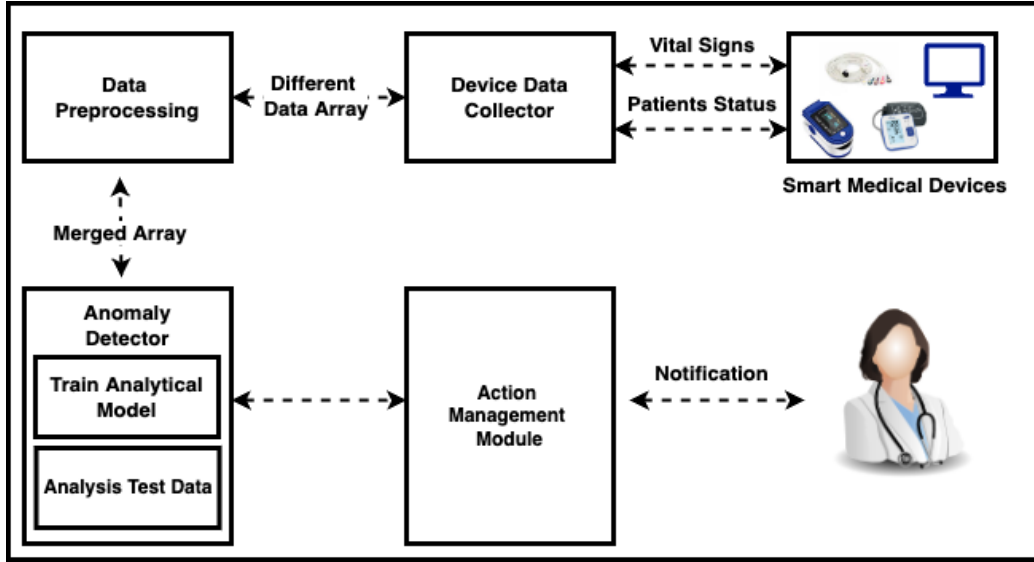 Data
Preprocessing
Different
Data Array
Device Data
Collector
Vital Signs
Patients Status
Smart Medical Devices
Merged Array
Anomaly
Detector
Train Analytical
Model
Analysis Test Data
Action
Management
Module
Notification